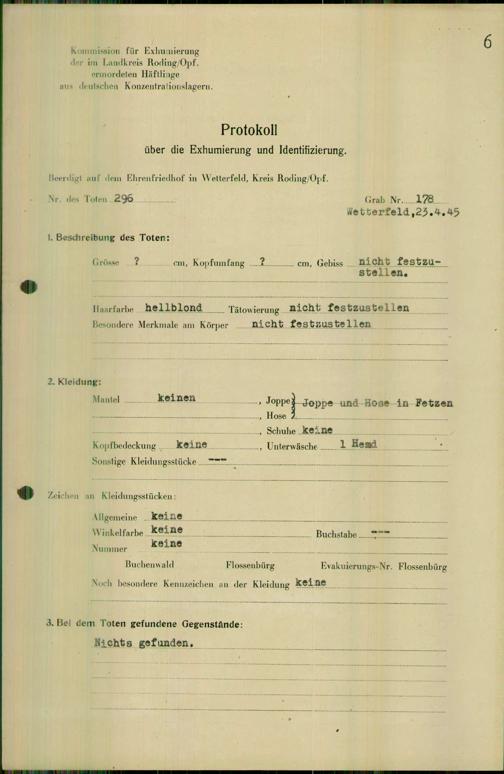 6
Kommission für Exhumierung
der im Landkreis Roding/Opf.
ermordeten Häftlinge
aus deutschen Konzentrationslagern.
Protokoll
über die Exhumierung und Identifizierung.
Beerdigt auf dem Ehrenfriedhof in Wetterfeld, Kreis Roding/Opf.
Nr. des Toten 296 Grab Nr. 178
Wetterfeld,23.4.45
1. Beschreibung des Toten:
Grösse ? cm, Kopfumfang ? cm, Gebiss nicht festzu-
stellen.
Haarfarbe hellblond Tätowierung nicht festzustellen
Besondere Merkmale am Körper nicht festzustellen
2. Kleidung:
Mantel keinen , Joppe } Joppe und Hose in Fetzen
, Hose
, Schuhe keine
Kopfbedeckung keine , Unterwäsche 1 Hemd
Sonstige Kleidungsstücke ---
Zeichen an Kleidungsstücken:
Allgemeine keine
Winkelfarbe keine Buchstabe ---
Nummer keine
Buchenwald Flossenbürg Evakuierungs-Nr. Flossenbürg
Noch besondere Kennzeichen an der Kleidung keine
3. Bei dem Toten gefundene Gegenstände:
Nichts gefunden.